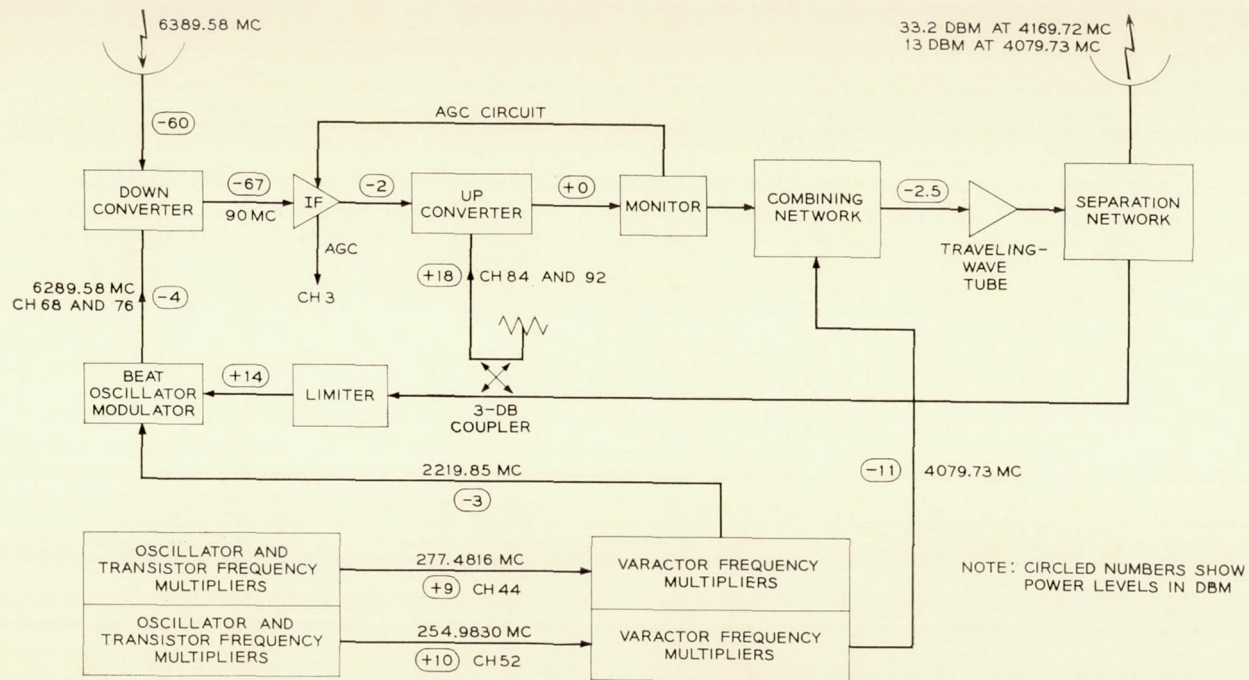 6389.58 MC
33.2 DBM AT 4169.72 MC
13 DBM AT 4079.73 MC
AGC CIRCUIT
-60
DOWN
CONVERTER
-67
90 MC
IF
-2
UP
CONVERTER
+0
MONITOR
COMBINING
NETWORK
-2.5
TRAVELING-
WAVE
TUBE
SEPARATION
NETWORK
AGC
CH 3
+18
CH 84 AND 92
6289.58 MC
CH 68 AND 76
-4
BEAT
OSCILLATOR
MODULATOR
+14
LIMITER
3-DB
COUPLER
2219.85 MC
-3
-11
4079.73 MC
OSCILLATOR AND
TRANSISTOR FREQUENCY
MULTIPLIERS
277.4816 MC
+9 CH 44
VARACTOR FREQUENCY
MULTIPLIERS
OSCILLATOR AND
TRANSISTOR FREQUENCY
MULTIPLIERS
254.9830 MC
+10 CH 52
VARACTOR FREQUENCY
MULTIPLIERS
NOTE: CIRCLED NUMBERS SHOW
POWER LEVELS IN DBM